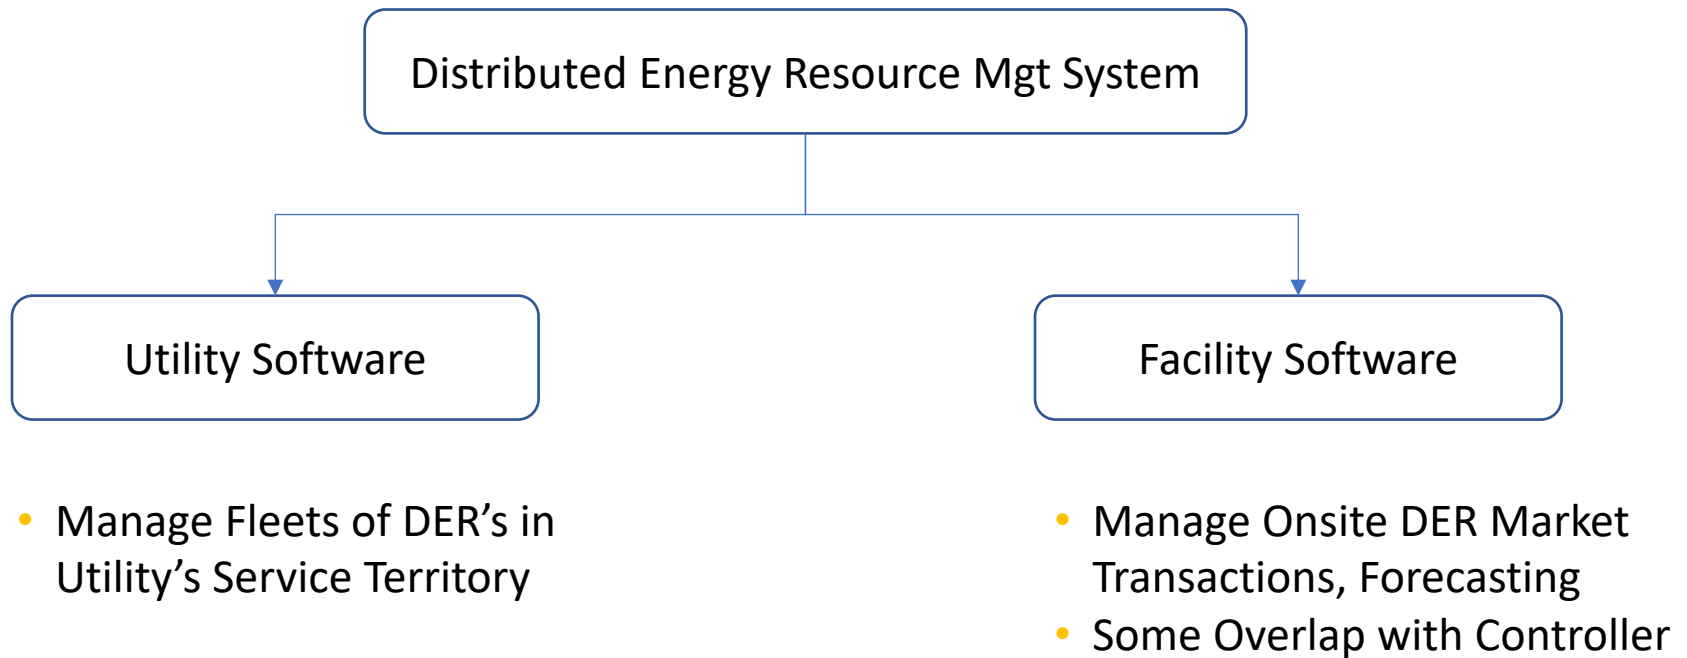 Distributed Energy Resource Mgt System
Utility Software
Facility Software
• Manage Fleets of DER’s in
Utility’s Service Territory
• Manage Onsite DER Market
Transactions, Forecasting
• Some Overlap with Controller